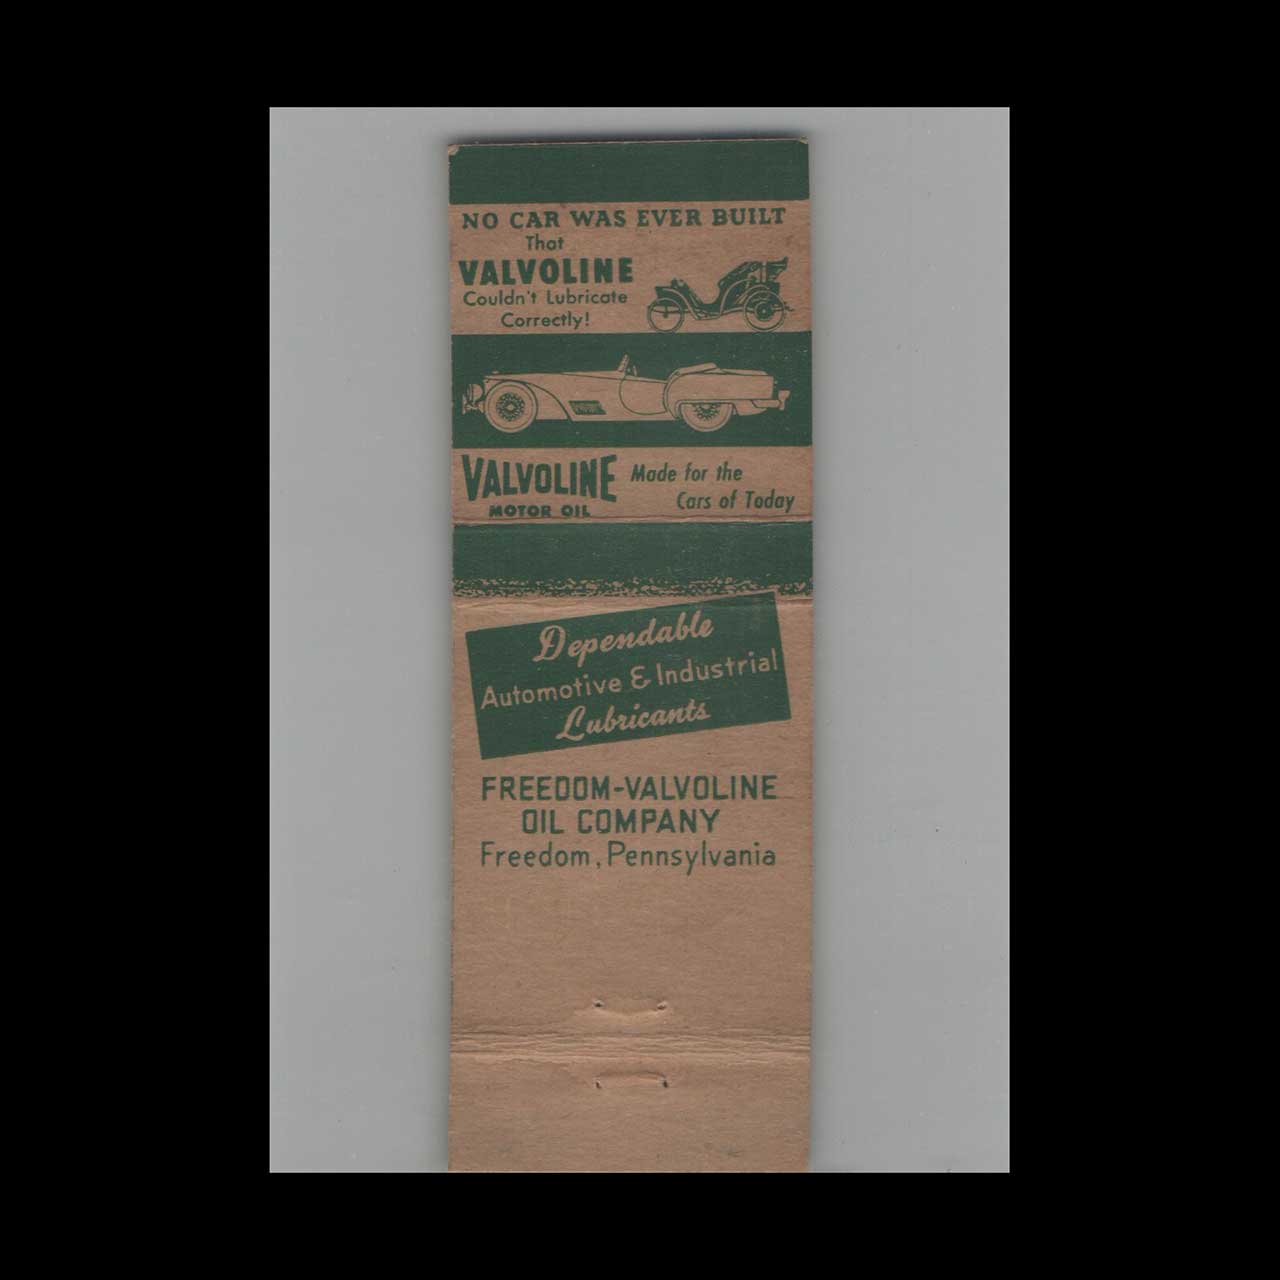 NO CAR WAS EVER BUILT
That
VALVOLINE
Couldn't Lubricate
Correctly!
VALVOLINE
MOTOR OIL
Made for the
Cars of Today
Dependable
Automotive & Industrial
Lubricants
FREEDOM-VALVOLINE
OIL COMPANY
Freedom, Pennsylvania